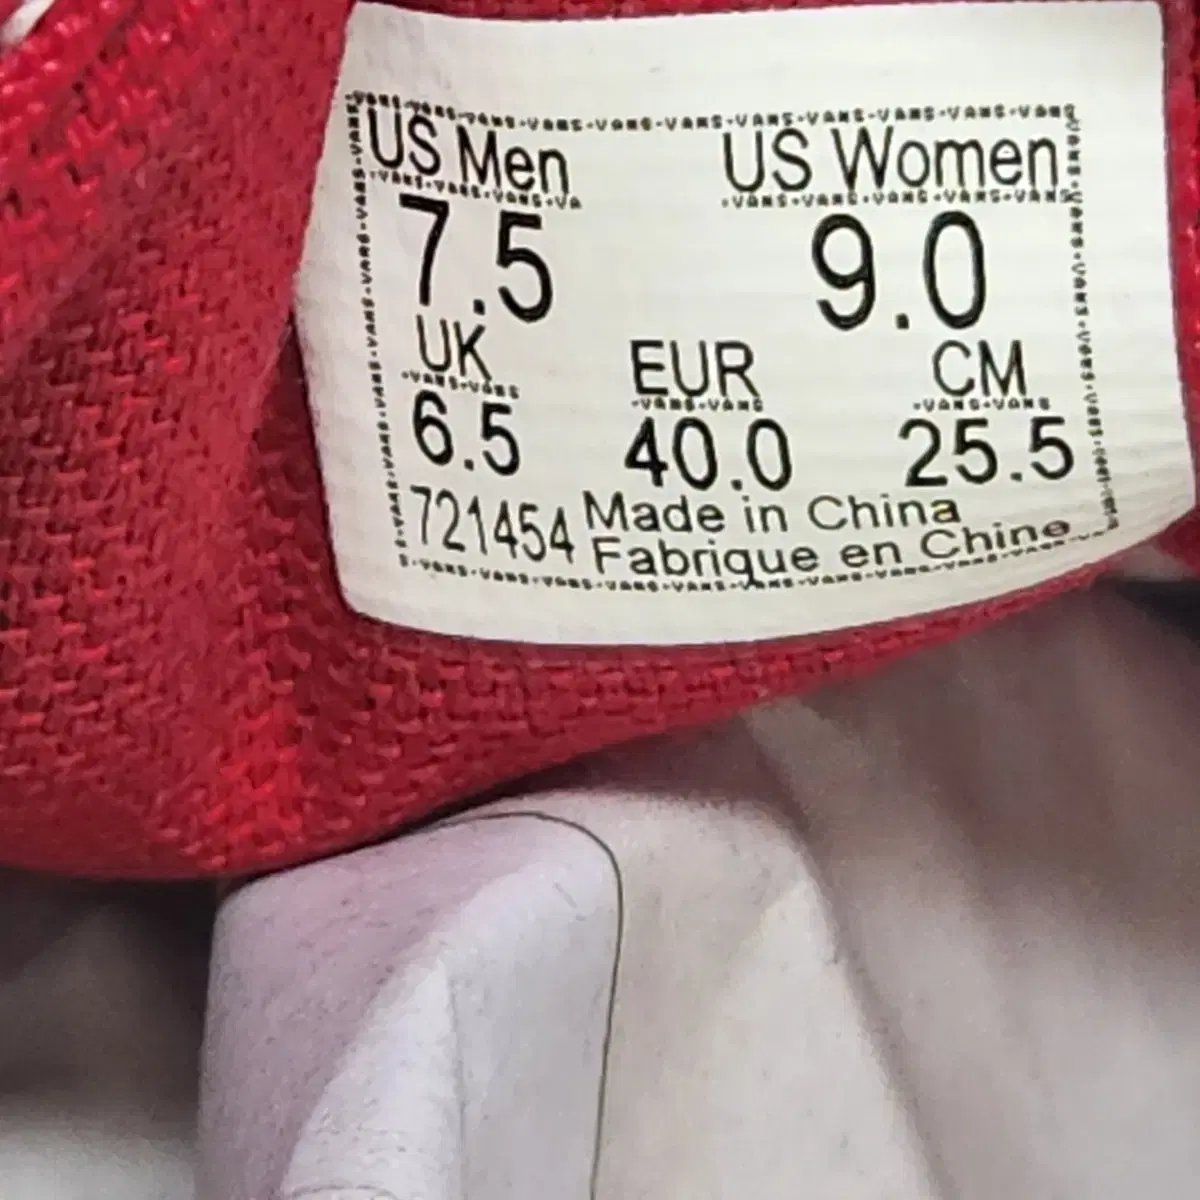 US Men US Women
7.5 9.0
UK EUR CM
6.5 40.0 25.5
721454 Made in China
Fabrique en Chine